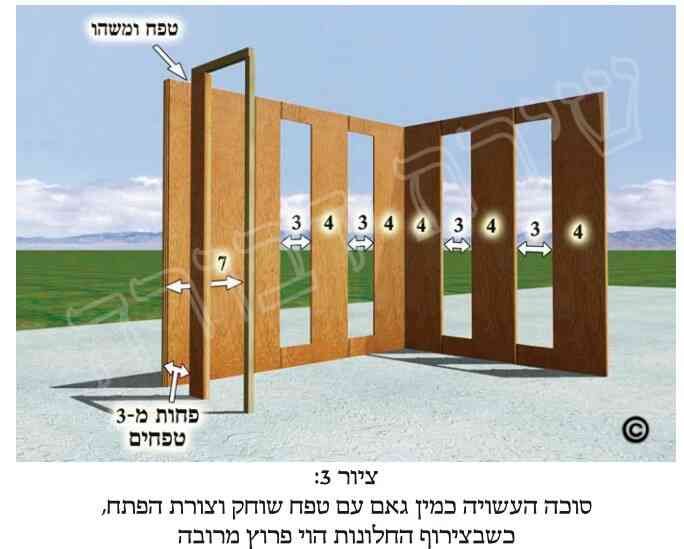 טפח ומשהו
3 4 3 4 4 3 4 3 4
7
פחות מ-3
טפחים
©
ציור 3:
סוכה העשויה כמין גאם עם טפח שוחק וצורת הפתח,
כשבצירוף החלונות הוי פרוץ מרובה